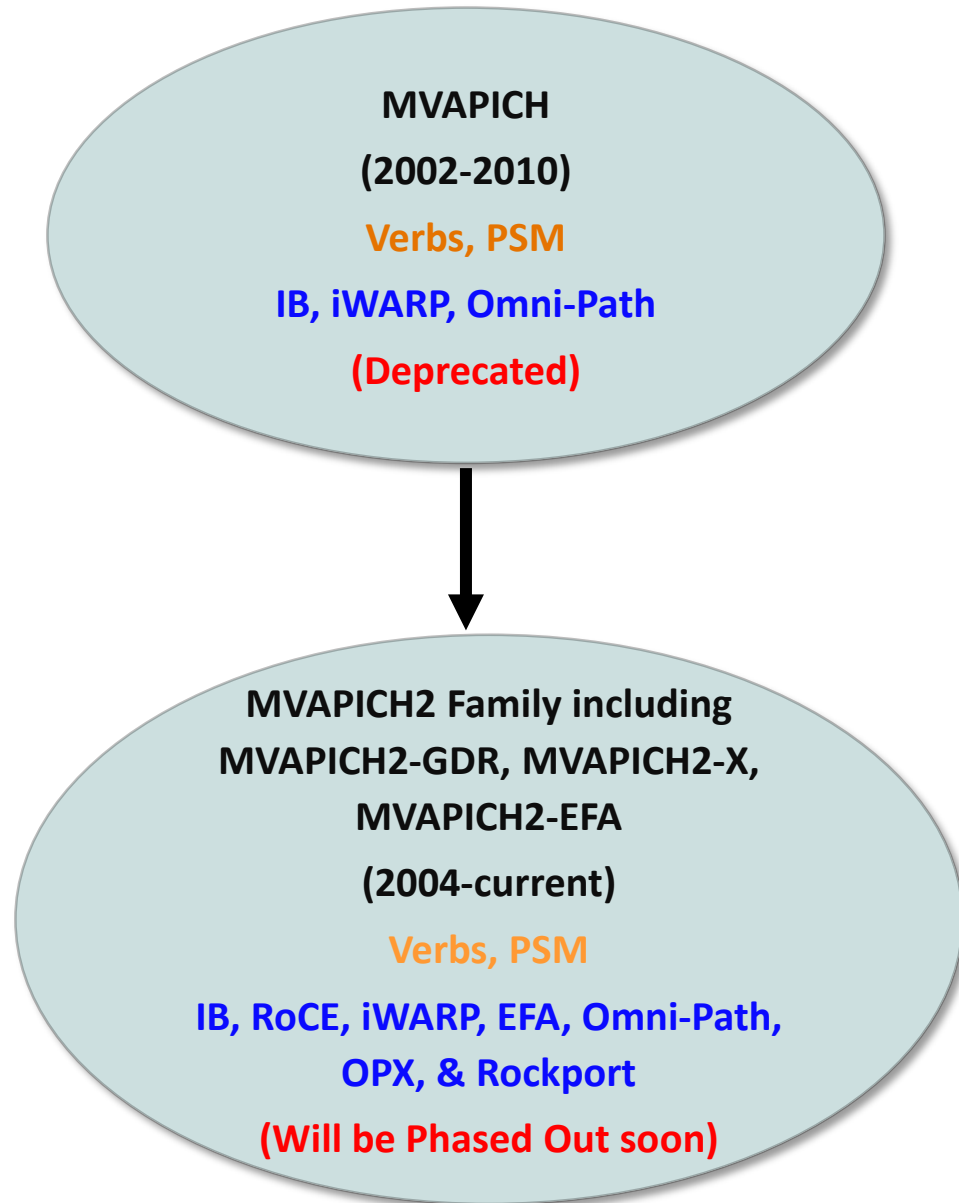 MVAPICH
(2002-2010)
Verbs, PSM
IB, iWARP, Omni-Path
(Deprecated)
MVAPICH2 Family including
MVAPICH2-GDR, MVAPICH2-X,
MVAPICH2-EFA
(2004-current)
Verbs, PSM
IB, RoCE, iWARP, EFA, Omni-Path,
OPX, & Rockport
(Will be Phased Out soon)